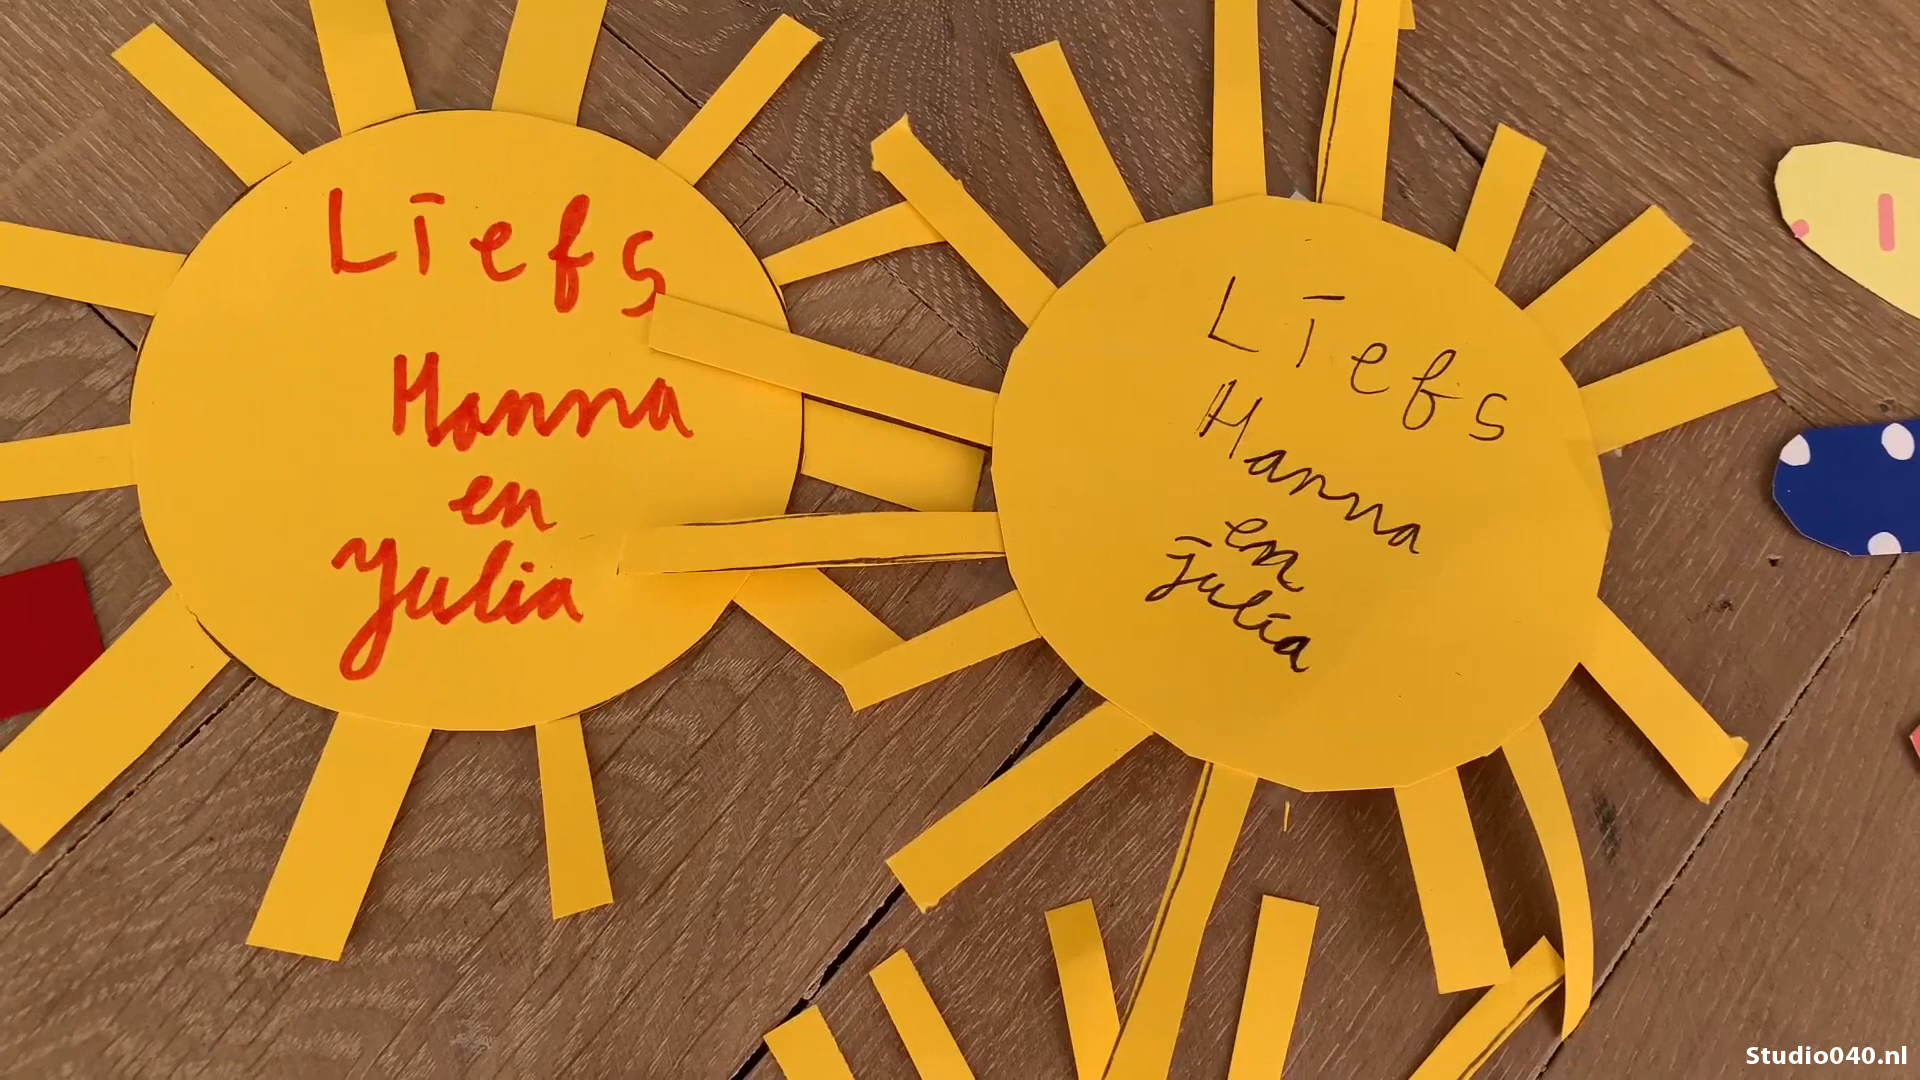 Liefs
Hanna
en
Julia
Liefs
Hanna
en
Julia
Studio040.nl